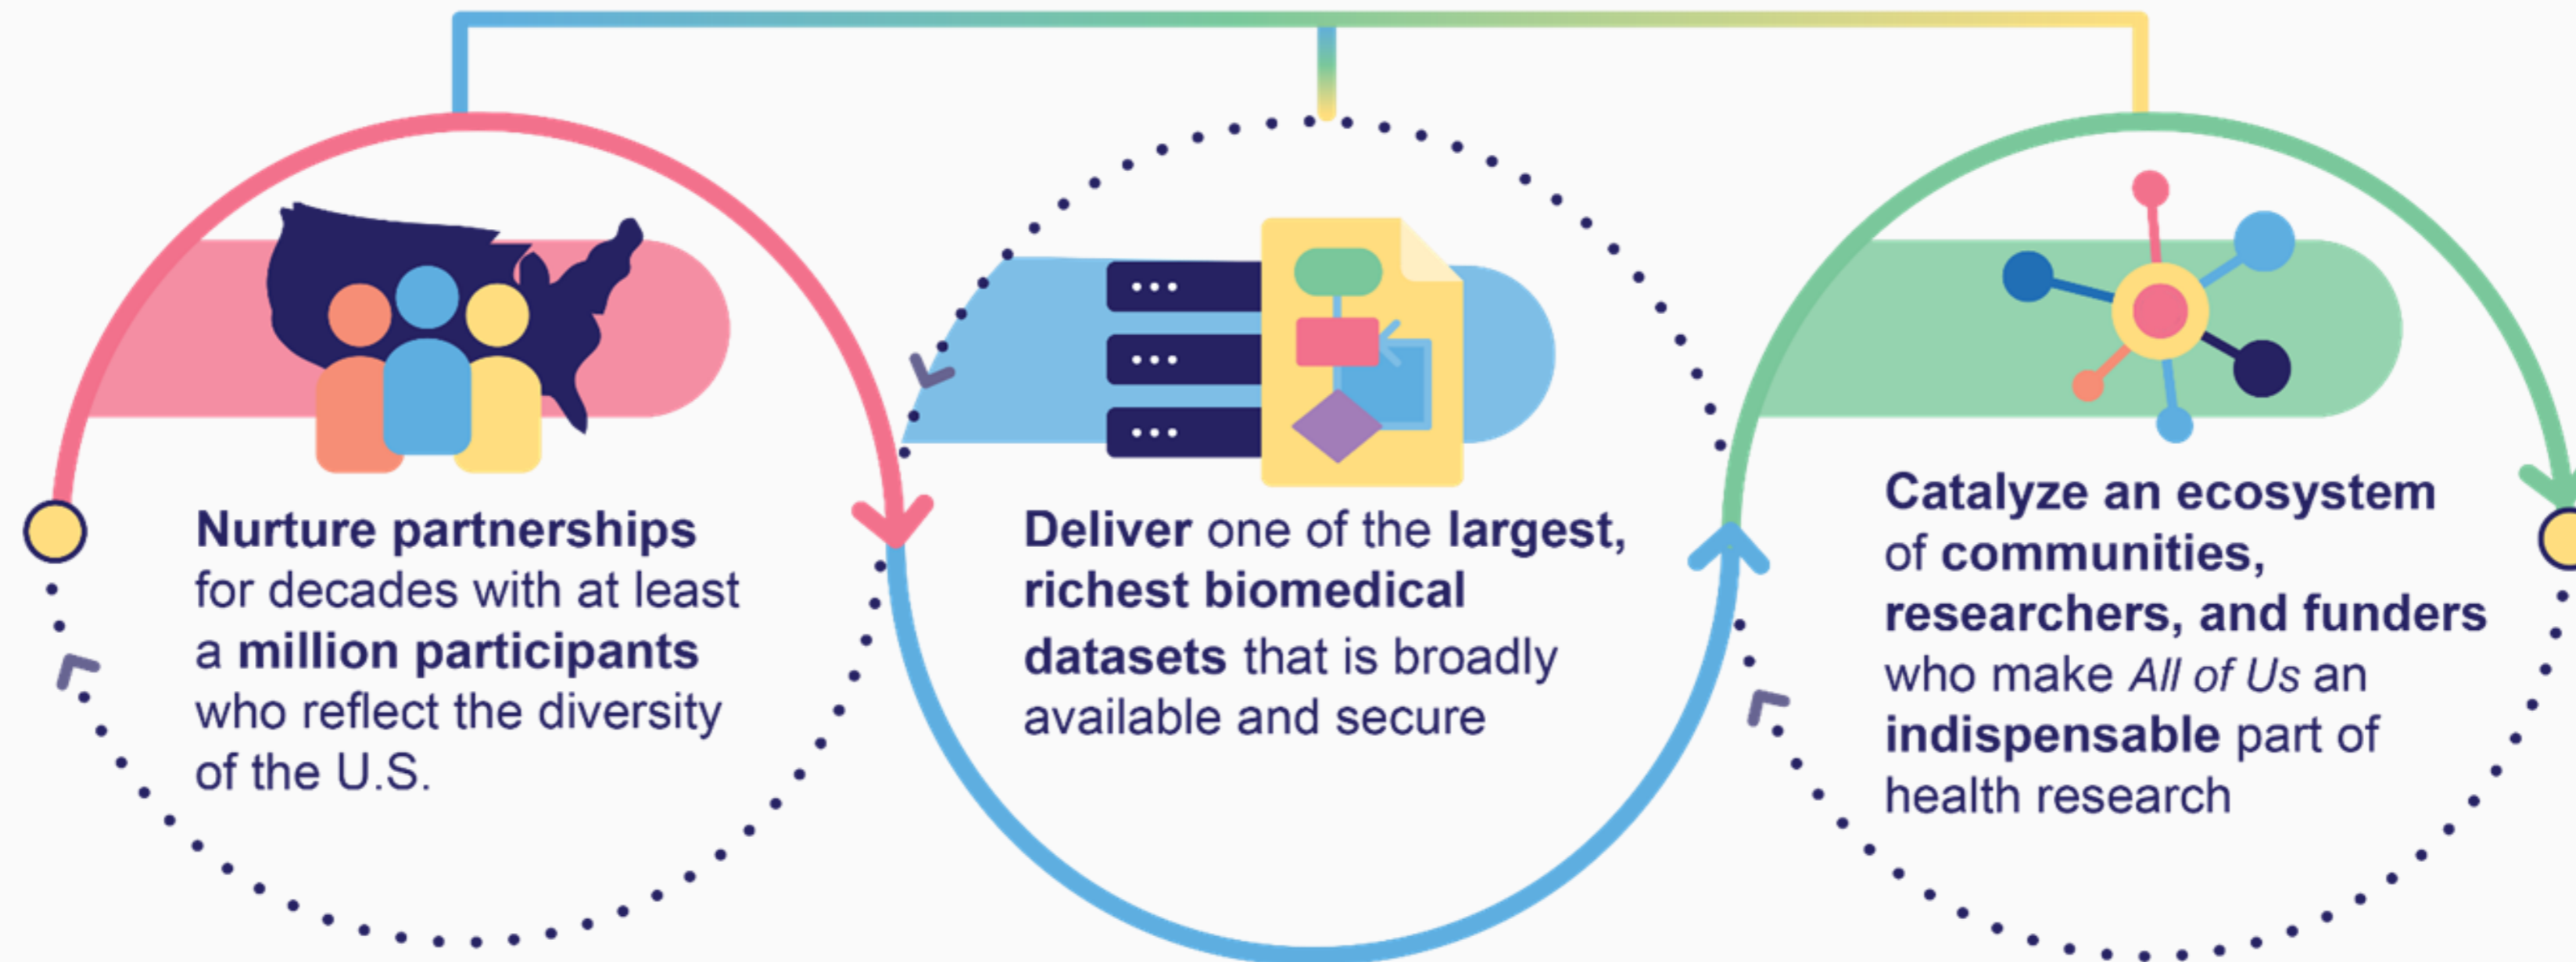 Nurture partnerships
for decades with at least
a million participants
who reflect the diversity
of the U.S.
Deliver one of the largest,
richest biomedical
datasets that is broadly
available and secure
Catalyze an ecosystem
of communities,
researchers, and funders
who make All of Us an
indispensable part of
health research